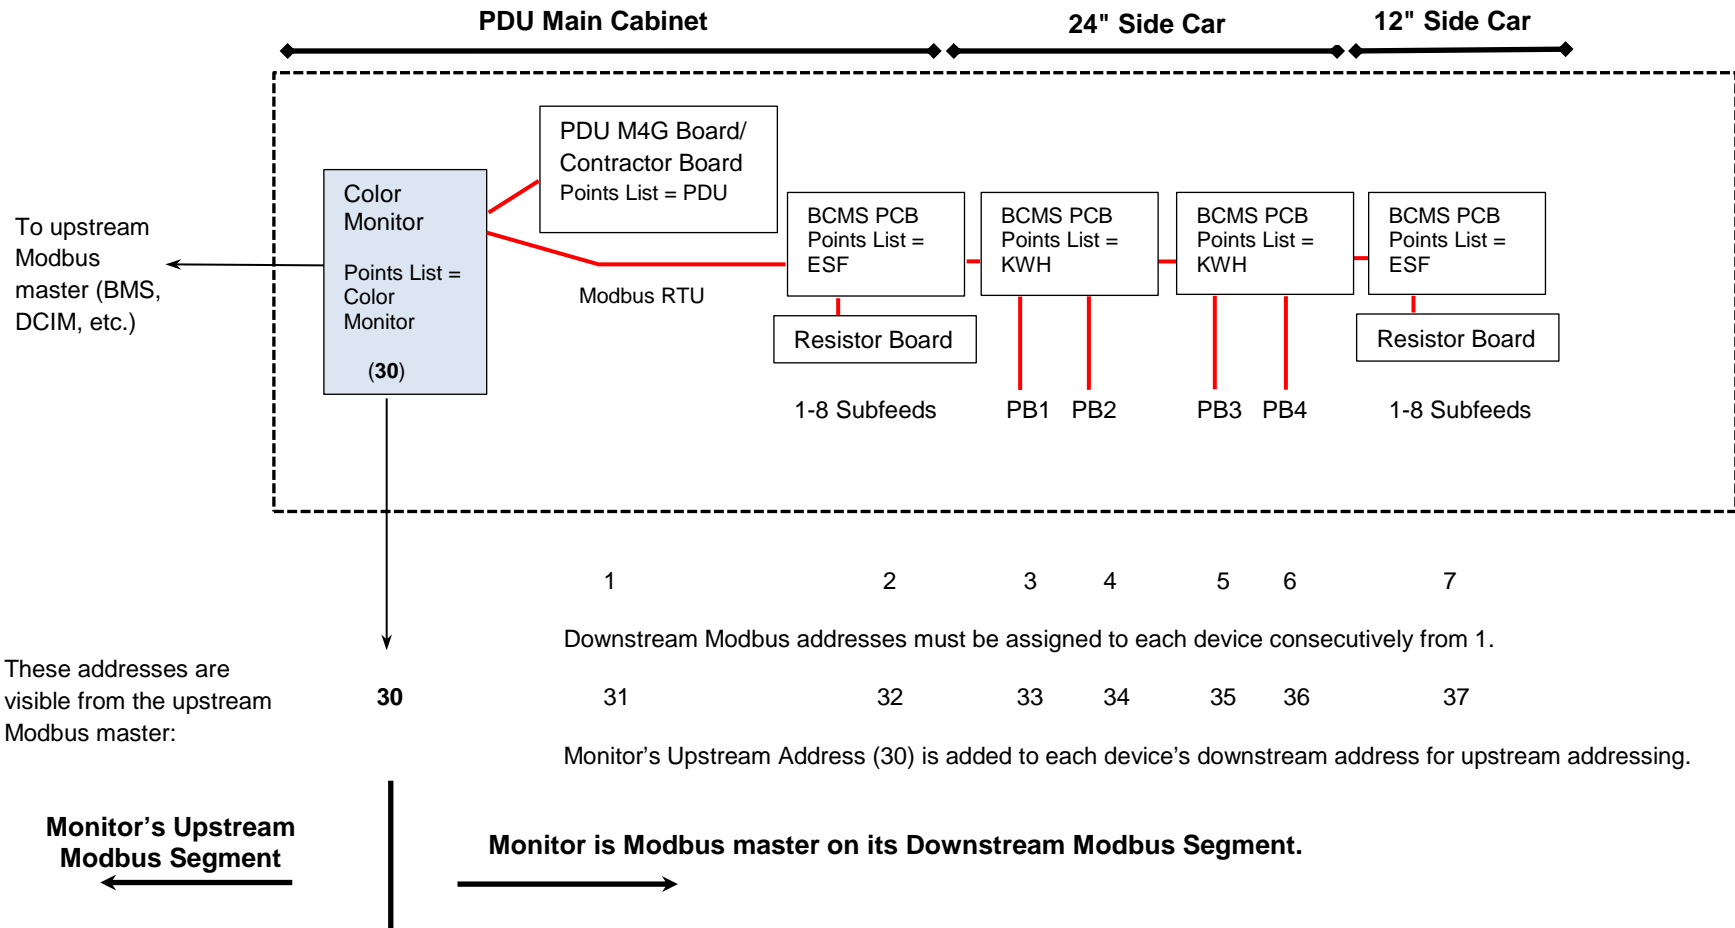 PDU Main Cabinet
24" Side Car
12" Side Car
PDU M4G Board/
Contractor Board
Points List = PDU
Color
Monitor
Points List =
Color
Monitor
(30)
To upstream
Modbus
master (BMS,
DCIM, etc.)
Modbus RTU
BCMS PCB
Points List =
ESF
BCMS PCB
Points List =
KWH
BCMS PCB
Points List =
KWH
BCMS PCB
Points List =
ESF
Resistor Board
Resistor Board
1-8 Subfeeds
PB1 PB2
PB3 PB4
1-8 Subfeeds
1 2 3 4 5 6 7
Downstream Modbus addresses must be assigned to each device consecutively from 1.
These addresses are
visible from the upstream
Modbus master:
30 31 32 33 34 35 36 37
Monitor’s Upstream Address (30) is added to each device’s downstream address for upstream addressing.
Monitor’s Upstream
Modbus Segment
Monitor is Modbus master on its Downstream Modbus Segment.